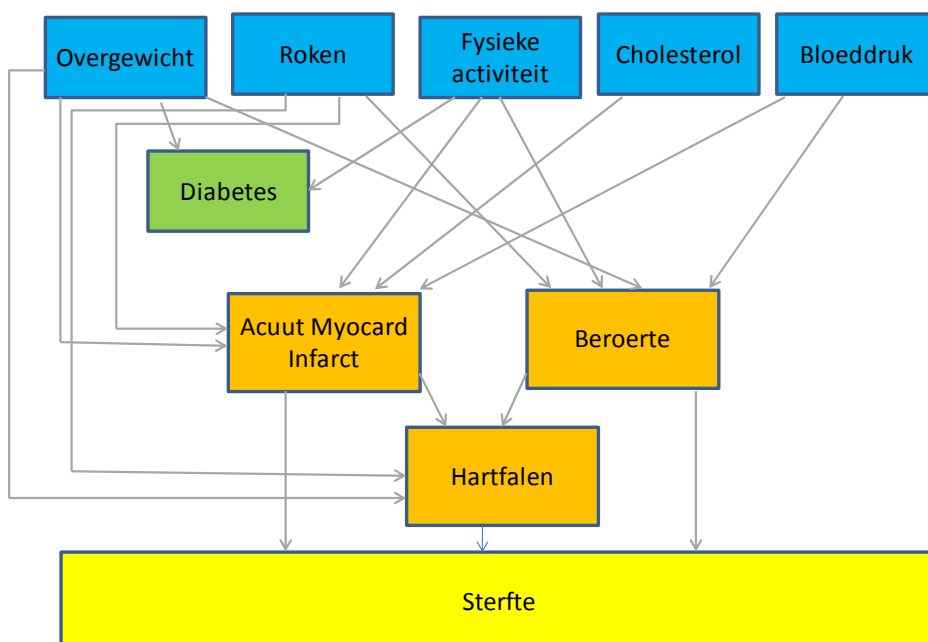 Overgewicht
Roken
Fysieke
activiteit
Cholesterol
Bloeddruk
Diabetes
Acuut Myocard
Infarct
Beroerte
Hartfalen
Sterfte